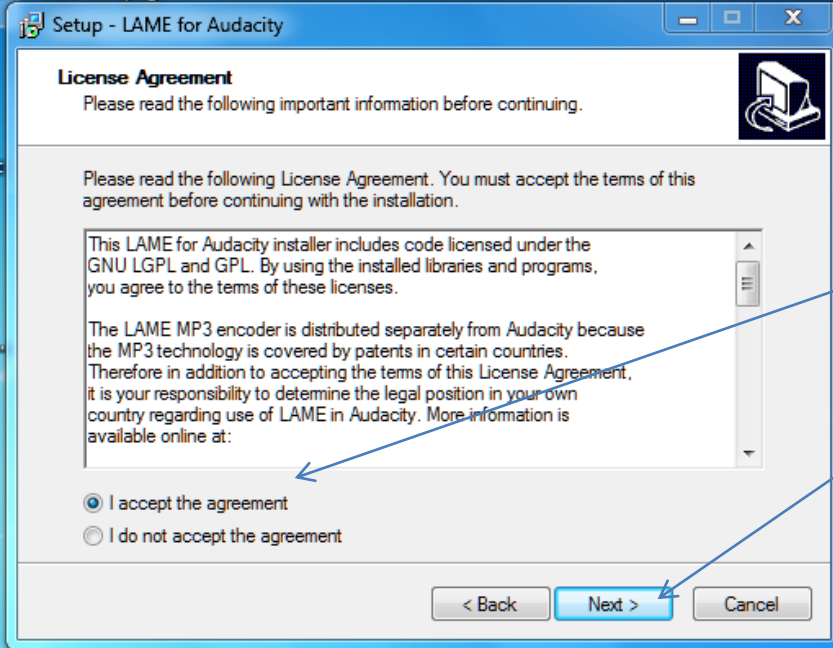 Setup - LAME for Audacity
License Agreement
Please read the following important information before continuing.
Please read the following License Agreement. You must accept the terms of this
agreement before continuing with the installation.
This LAME for Audacity installer includes code licensed under the
GNU LGPL and GPL. By using the installed libraries and programs,
you agree to the terms of these licenses.
The LAME MP3 encoder is distributed separately from Audacity because
the MP3 technology is covered by patents in certain countries.
Therefore in addition to accepting the terms of this License Agreement,
it is your responsibility to determine the legal position in your own
country regarding use of LAME in Audacity. More information is
available online at:
I accept the agreement
I do not accept the agreement
< Back Next > Cancel